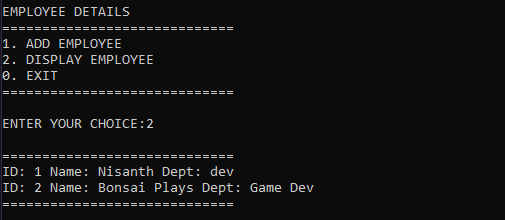 EMPLOYEE DETAILS
=============================
1. ADD EMPLOYEE
2. DISPLAY EMPLOYEE
0. EXIT
=============================
ENTER YOUR CHOICE:2
=============================
ID: 1 Name: Nisanth Dept: dev
ID: 2 Name: Bonsai Plays Dept: Game Dev
=============================